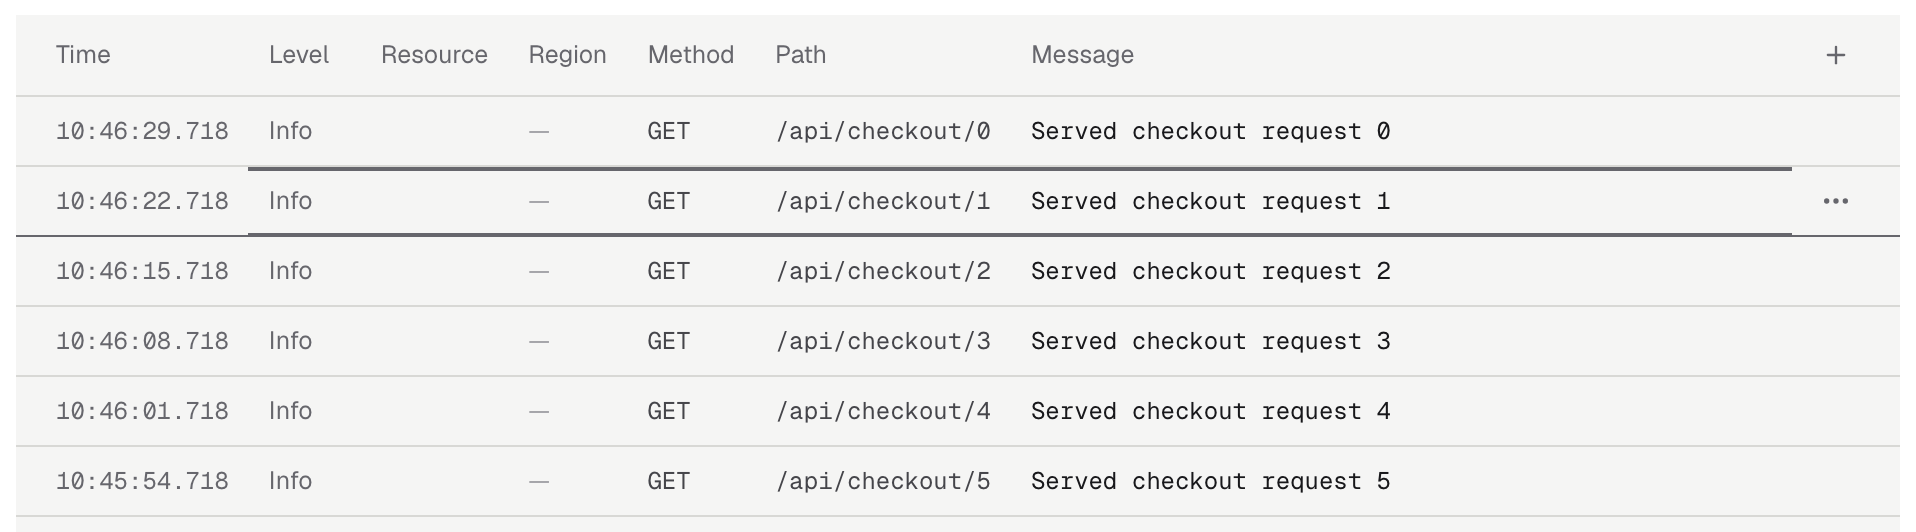 Time Level Resource Region Method Path Message +
10:46:29.718 Info — GET /api/checkout/0 Served checkout request 0
10:46:22.718 Info — GET /api/checkout/1 Served checkout request 1 •••
10:46:15.718 Info — GET /api/checkout/2 Served checkout request 2
10:46:08.718 Info — GET /api/checkout/3 Served checkout request 3
10:46:01.718 Info — GET /api/checkout/4 Served checkout request 4
10:45:54.718 Info — GET /api/checkout/5 Served checkout request 5